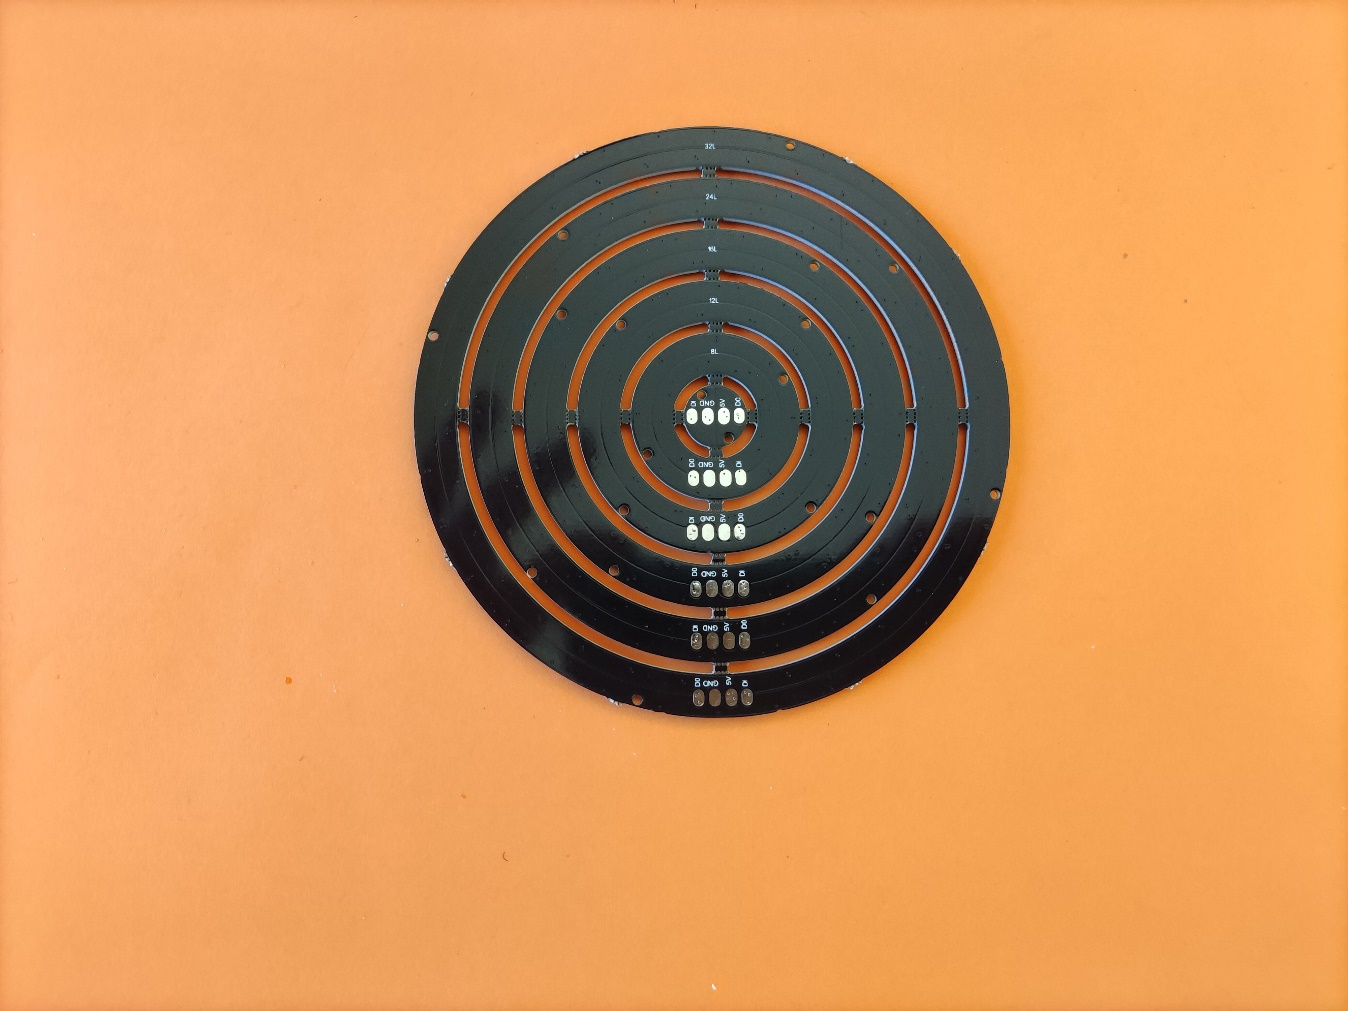 32L
24L
16L
12L
8L
DI GND 5V DO
DO GND 5V DI
DI GND 5V DO
DO GND 5V DI
DI GND 5V DO
DO GND 5V DI